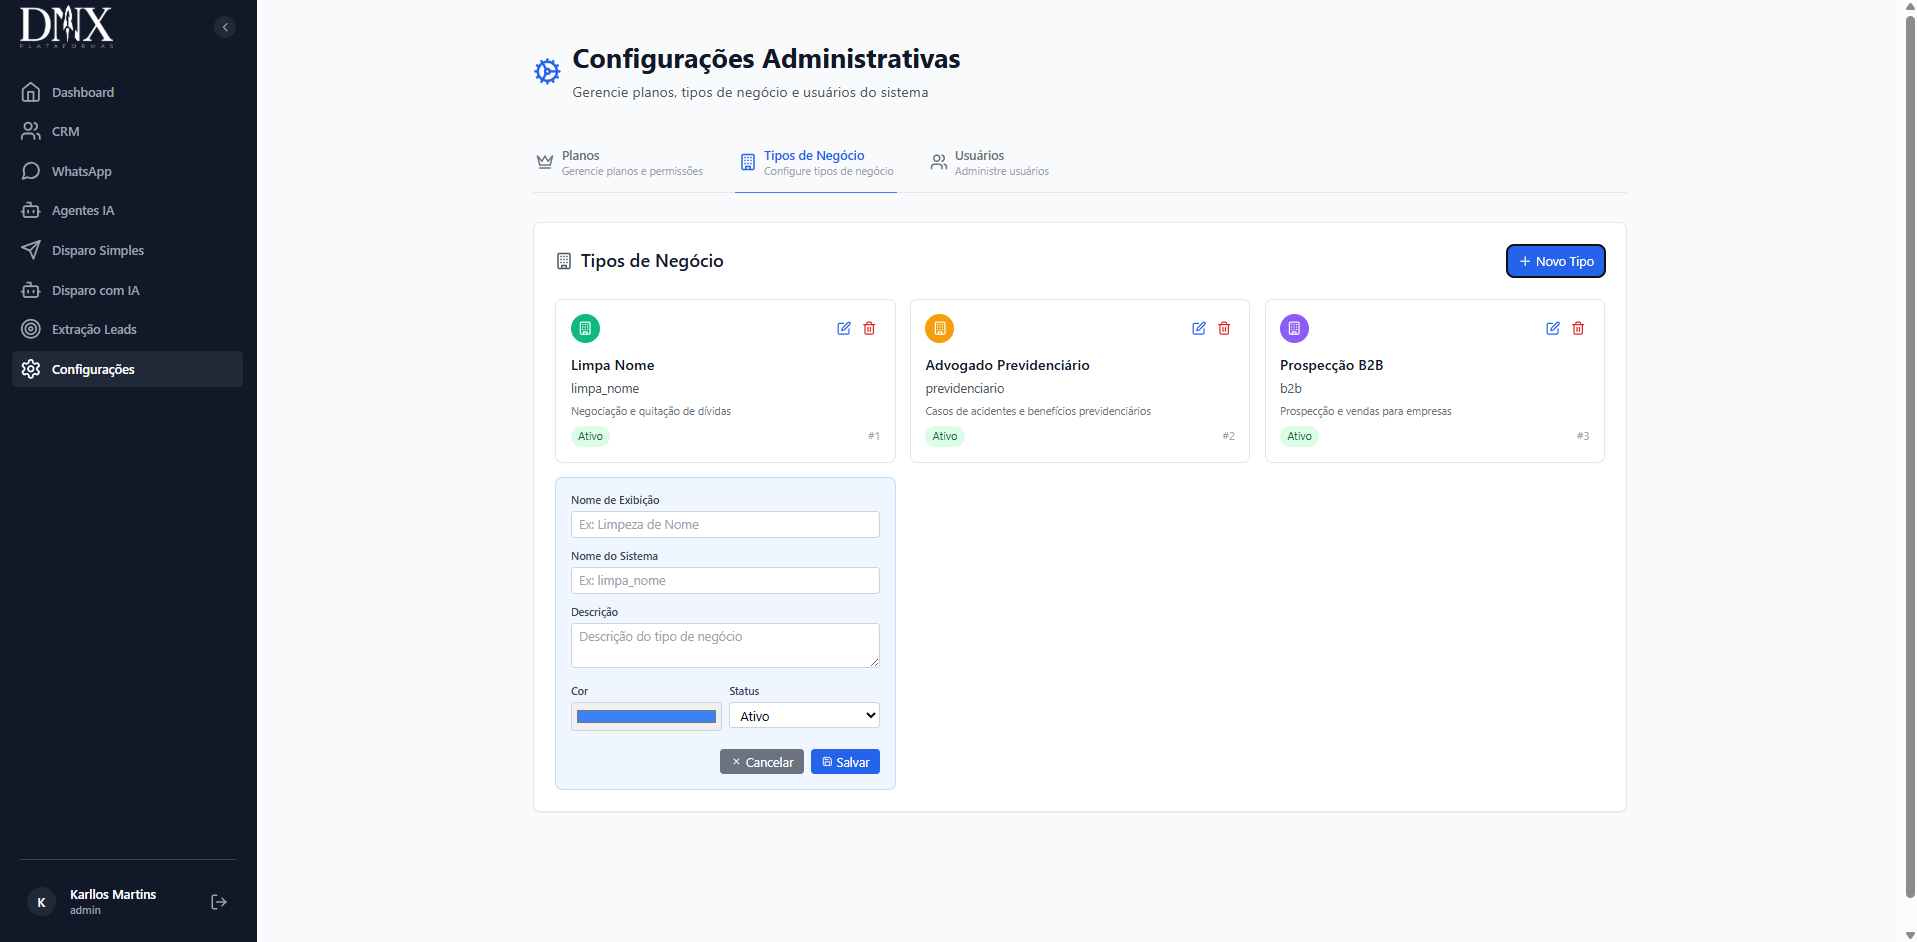 DNX
PLATAFORMAS
Dashboard
CRM
WhatsApp
Agentes IA
Disparo Simples
Disparo com IA
Extração Leads
Configurações
K
Karllos Martins
admin
Configurações Administrativas
Gerencie planos, tipos de negócio e usuários do sistema
Planos
Gerencie planos e permissões
Tipos de Negócio
Configure tipos de negócio
Usuários
Administre usuários
Tipos de Negócio
+ Novo Tipo
Limpa Nome
limpa_nome
Negociação e quitação de dívidas
Ativo #1
Advogado Previdenciário
previdenciario
Casos de acidentes e benefícios previdenciários
Ativo #2
Prospecção B2B
b2b
Prospecção e vendas para empresas
Ativo #3
Nome de Exibição
Ex: Limpeza de Nome
Nome do Sistema
Ex: limpa_nome
Descrição
Descrição do tipo de negócio
Cor Status
Ativo
× Cancelar Salvar